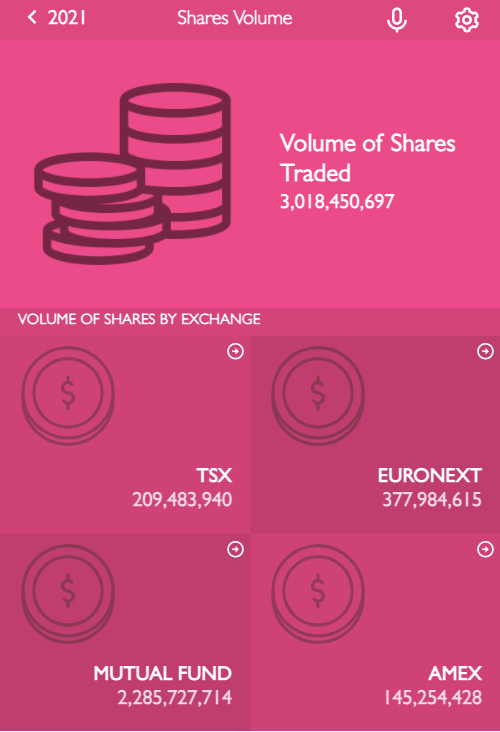 2021
Shares Volume
Volume of Shares
Traded
3,018,450,697
VOLUME OF SHARES BY EXCHANGE
$
TSX
209,483,940
$
EURONEXT
377,984,615
$
MUTUAL FUND
2,285,727,714
$
AMEX
145,254,428